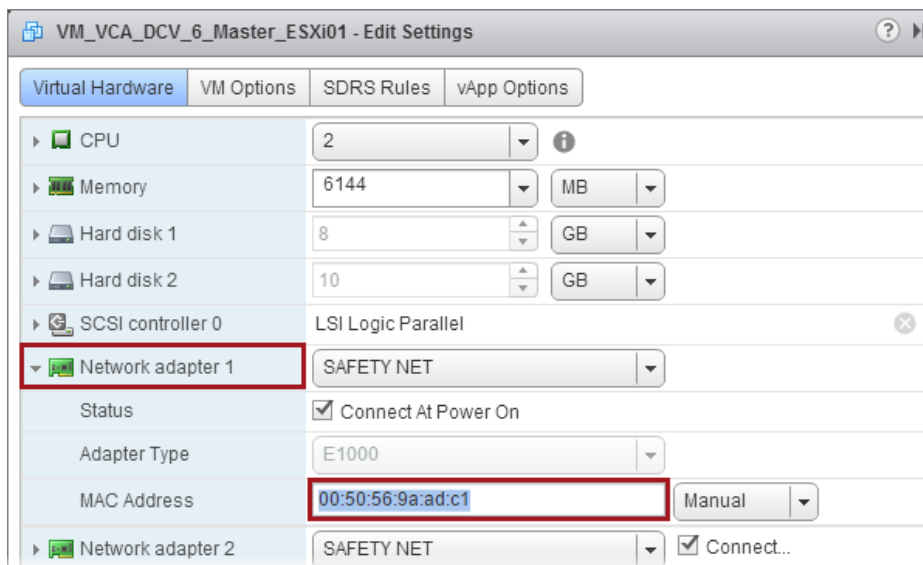 VM_VCA_DCV_6_Master_ESXi01 - Edit Settings ?
Virtual Hardware VM Options SDRS Rules vApp Options
CPU 2
Memory 6144 MB
Hard disk 1 8 GB
Hard disk 2 10 GB
SCSI controller 0 LSI Logic Parallel
Network adapter 1 SAFETY NET
Status Connect At Power On
Adapter Type E1000
MAC Address 00:50:56:9a:ad:c1 Manual
Network adapter 2 SAFETY NET Connect...